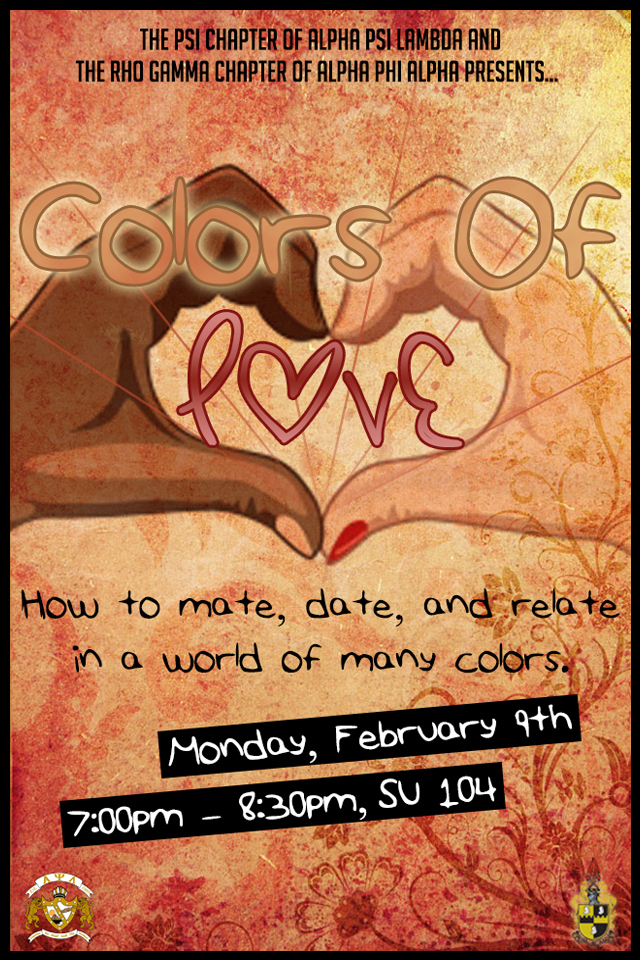 THE PSI CHAPTER OF ALPHA PSI LAMBDA AND
THE RHO GAMMA CHAPTER OF ALPHA PHI ALPHA PRESENTS...
Colors Of
love
How to mate, date, and relate
in a world of many colors.
Monday, February 9th
7:00pm - 8:30pm, SU 104
ΑΨΛ